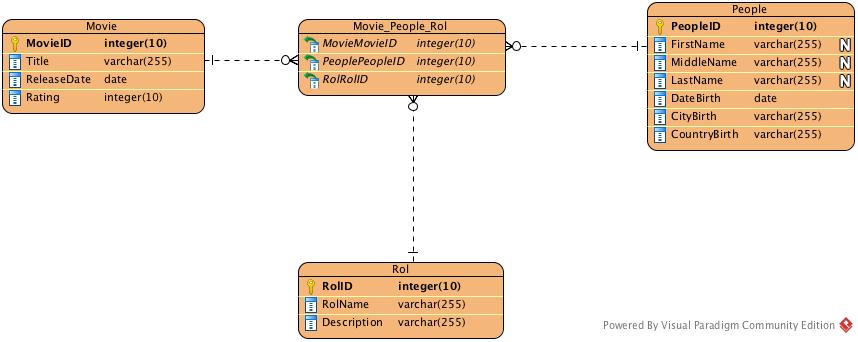 Movie
MovieID integer(10)
Title varchar(255)
ReleaseDate date
Rating integer(10)
Movie_People_Rol
MovieMovieID integer(10)
PeoplePeopleID integer(10)
RolRolID integer(10)
People
PeopleID integer(10)
FirstName varchar(255) N
MiddleName varchar(255) N
LastName varchar(255) N
DateBirth date
CityBirth varchar(255)
CountryBirth varchar(255)
Rol
RolID integer(10)
RolName varchar(255)
Description varchar(255)
Powered By Visual Paradigm Community Edition